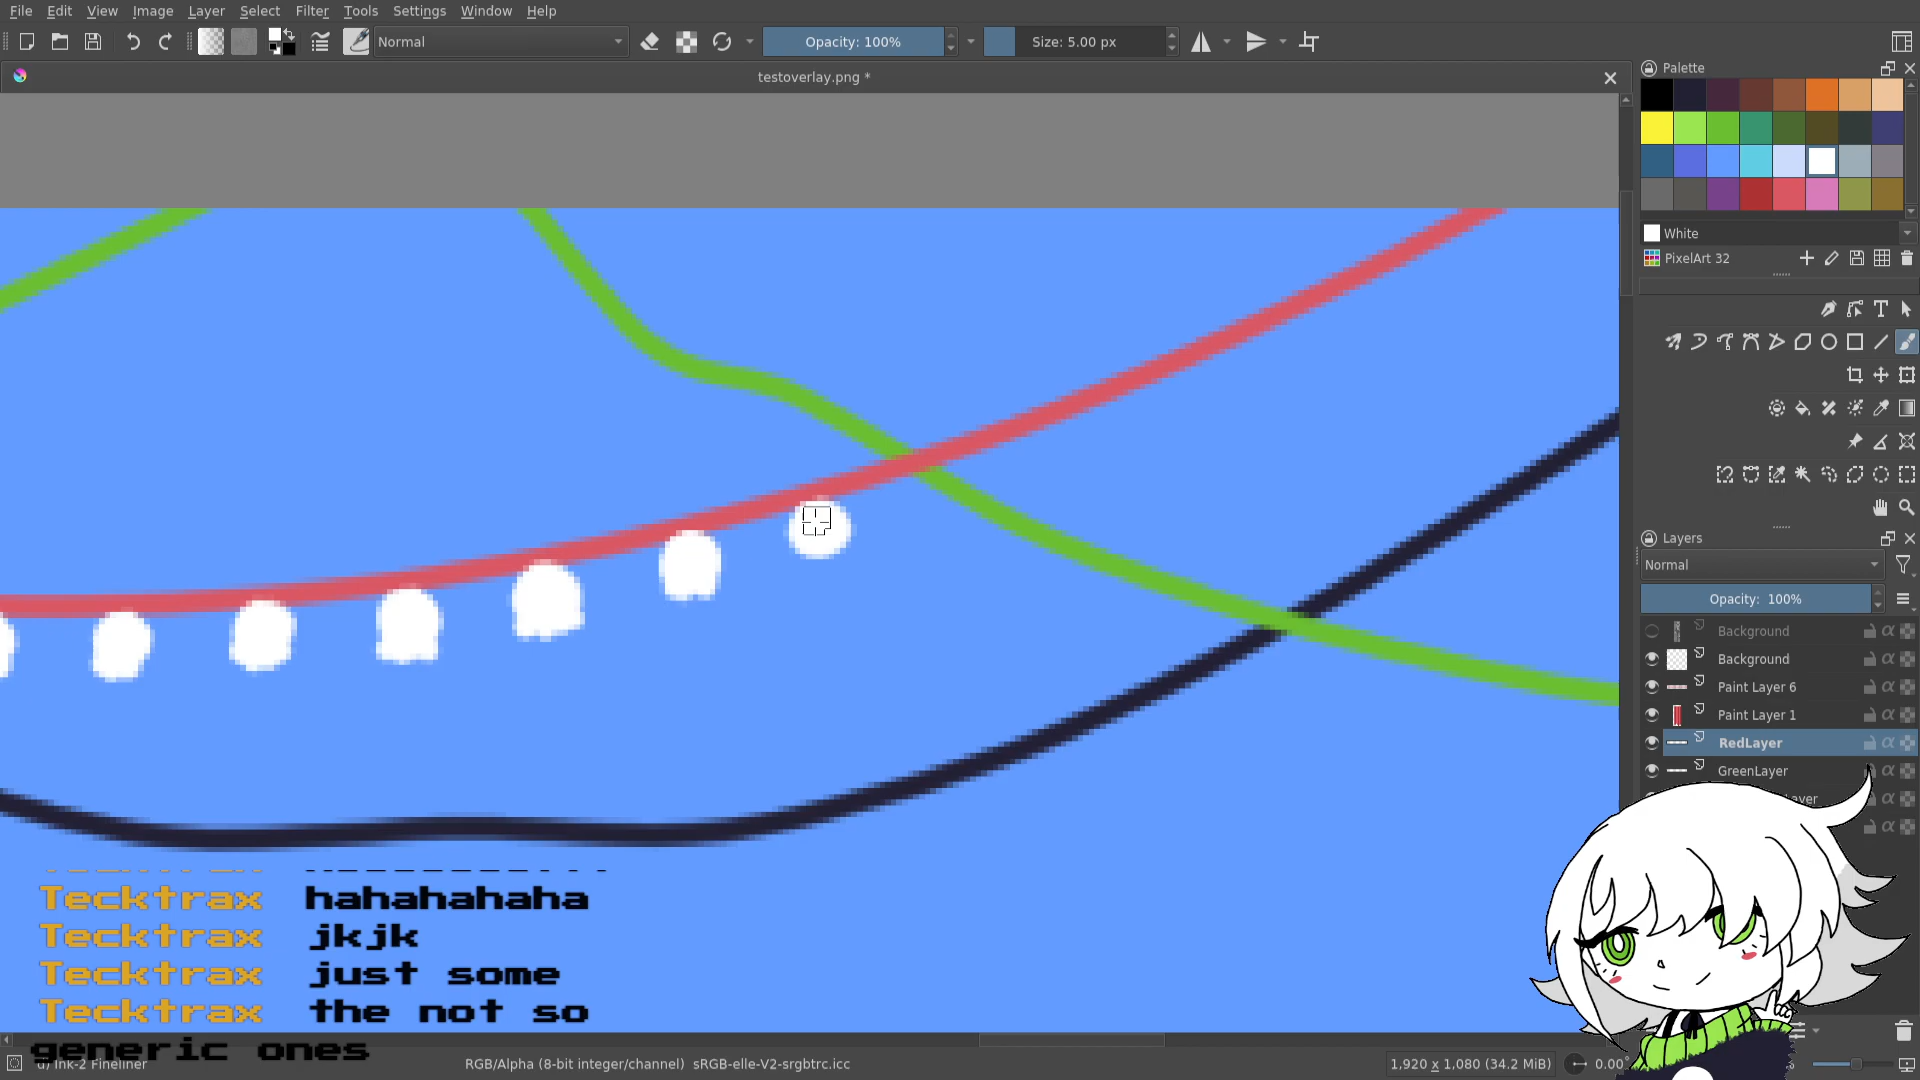 File Edit View Image Layer Select Filter Tools Settings Window Help
Normal Opacity: 100% Size: 5.00 px
testoverlay.png *
Palette
White
PixelArt 32
Layers
Normal
Opacity: 100%
Background
Background
Paint Layer 6
Paint Layer 1
RedLayer
GreenLayer
Tecktrax hahahahaha
Tecktrax jkjk
Tecktrax just some
Tecktrax the not so
generic ones
d) Ink-2 Fineliner RGB/Alpha (8-bit integer/channel) sRGB-elle-V2-srgbtrc.icc 1,920 x 1,080 (34.2 MiB) 0.00